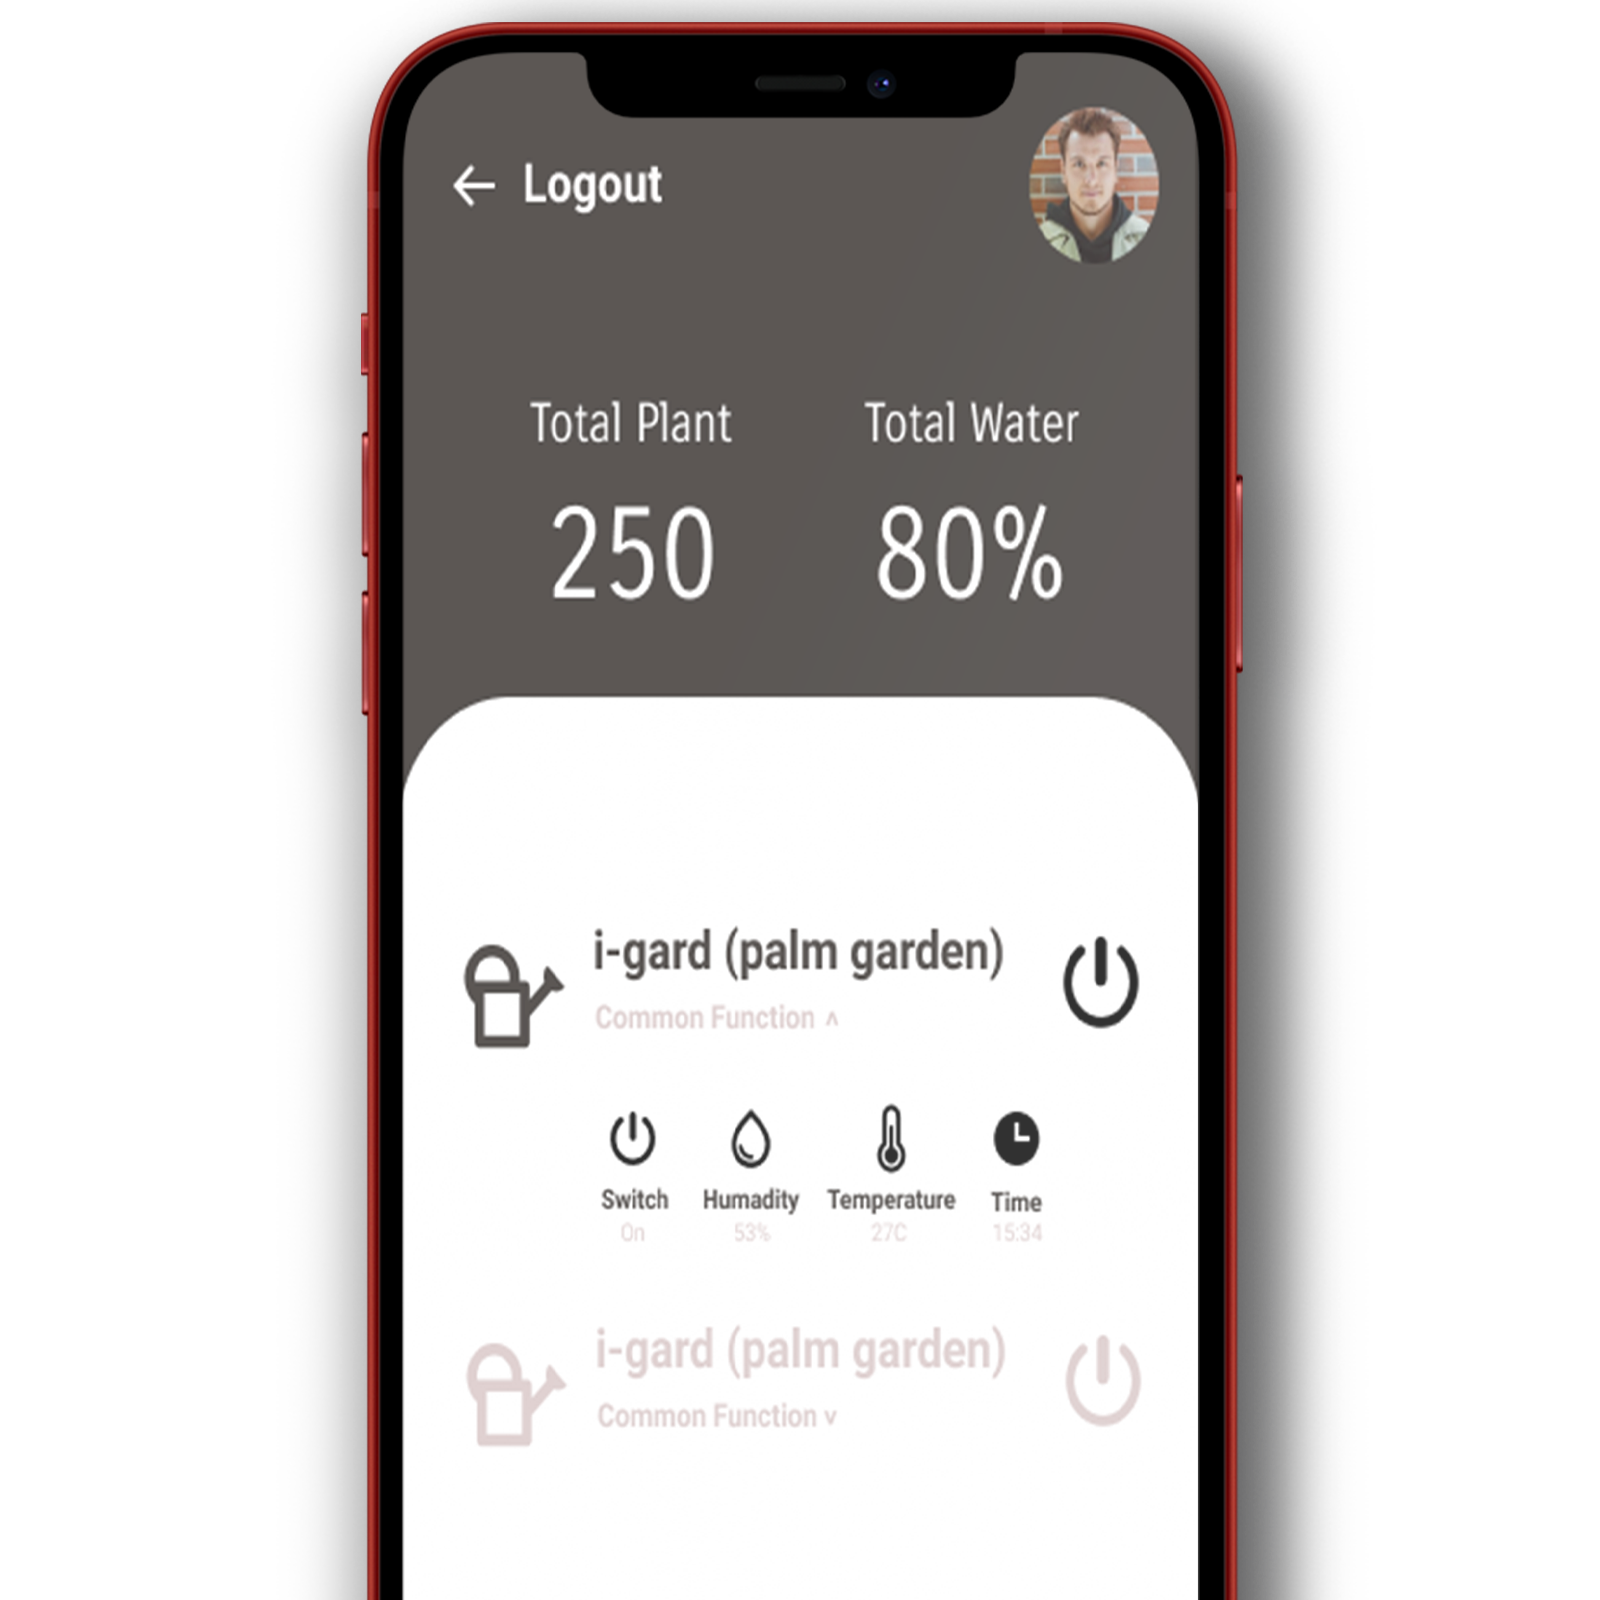 Logout
Total Plant
Total Water
250
80%
i-gard (palm garden)
Common Function ˄
Switch
Humadity
Temperature
Time
On
53%
27C
15:34
i-gard (palm garden)
Common Function ˅